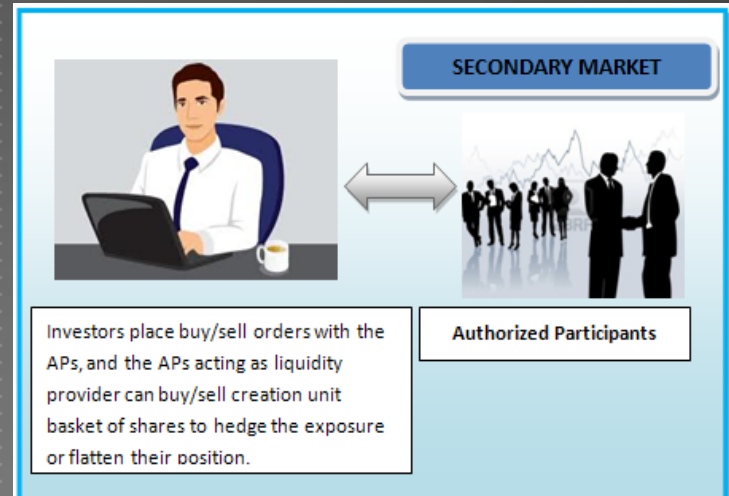 SECONDARY MARKET
Investors place buy/sell orders with the
APs, and the APs acting as liquidity
provider can buy/sell creation unit
basket of shares to hedge the exposure
or flatten their position.
Authorized Participants